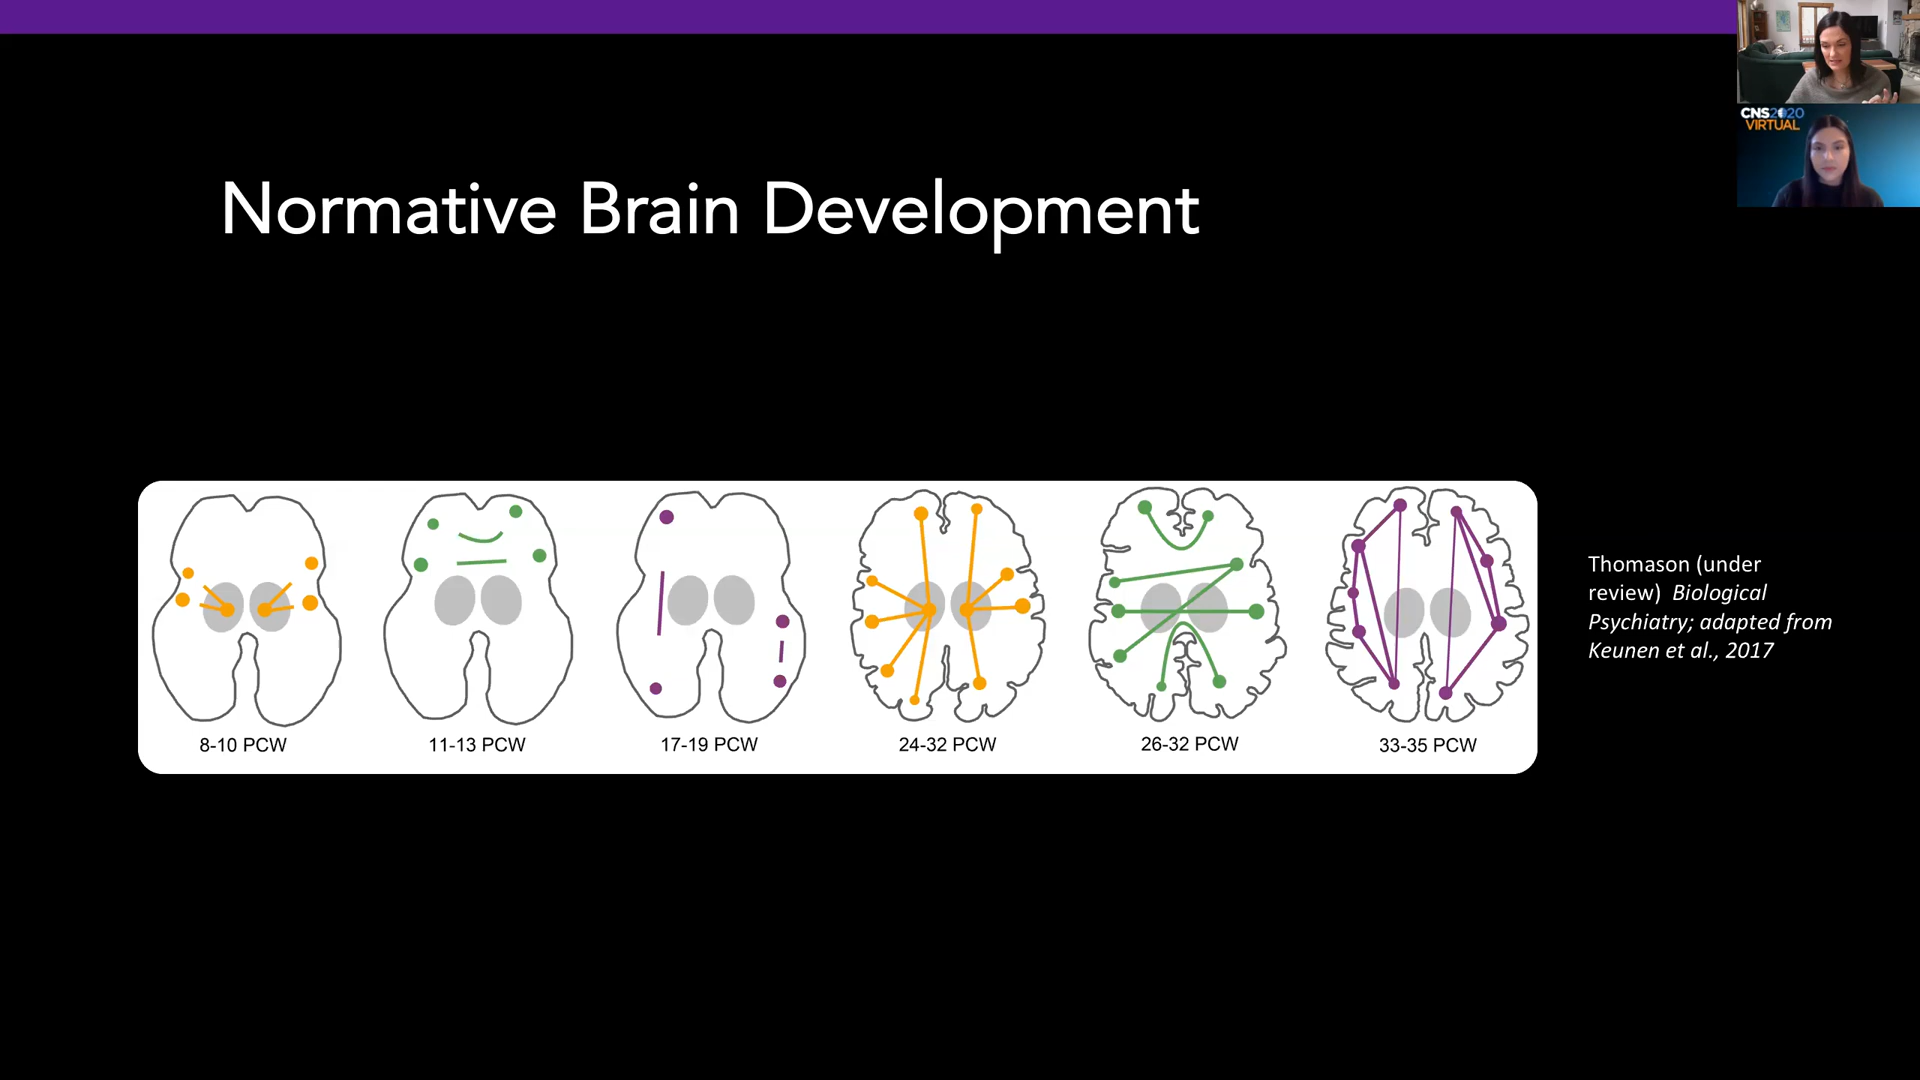 CNS2020
VIRTUAL
Normative Brain Development
8-10 PCW
11-13 PCW
17-19 PCW
24-32 PCW
26-32 PCW
33-35 PCW
Thomason (under
review) Biological
Psychiatry; adapted from
Keunen et al., 2017